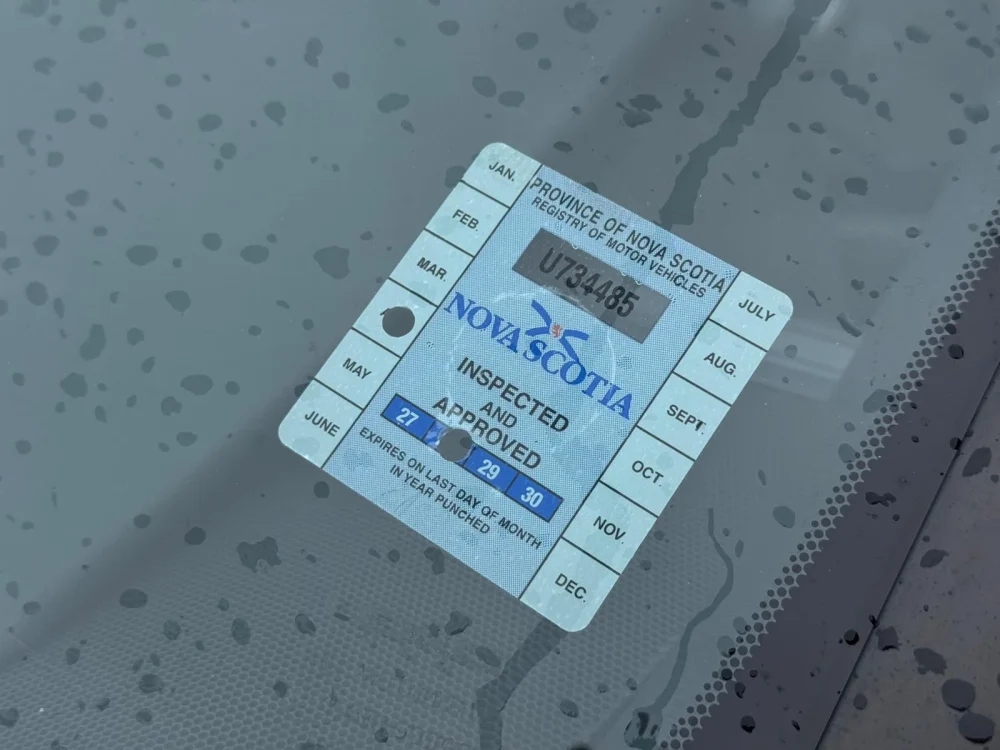 PROVINCE OF NOVA SCOTIA
REGISTRY OF MOTOR VEHICLES
U734485
NOVA SCOTIA
INSPECTED
AND
APPROVED
27 29 30
EXPIRES ON LAST DAY OF MONTH
IN YEAR PUNCHED
JAN.
FEB.
MAR.
MAY
JUNE
JULY
AUG.
SEPT.
OCT.
NOV.
DEC.